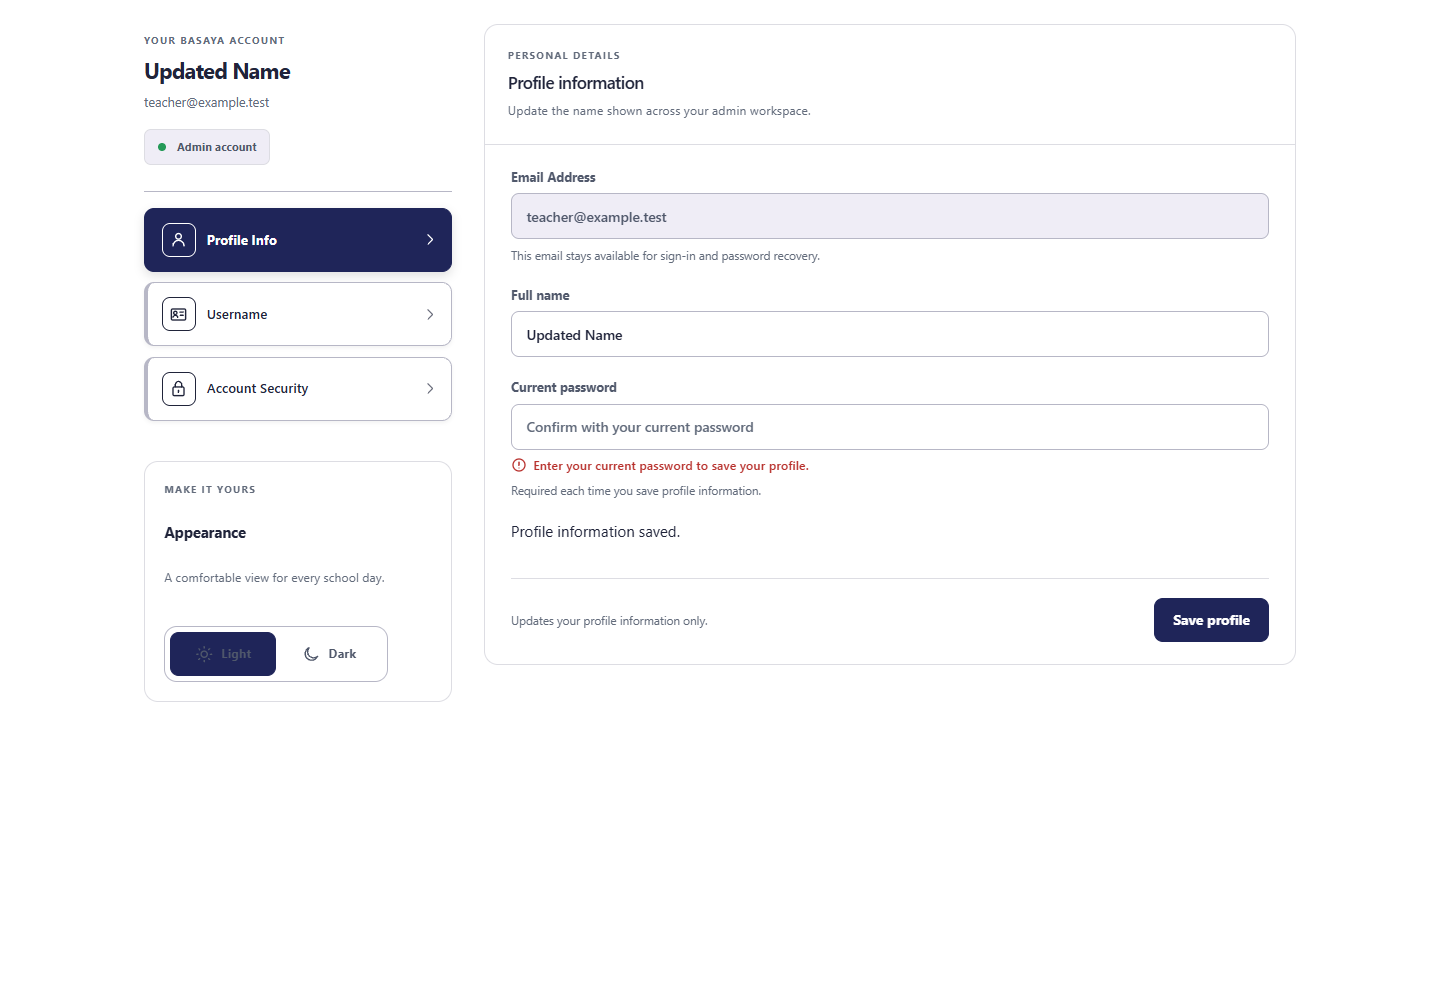 YOUR BASAYA ACCOUNT
Updated Name
teacher@example.test
Admin account
Profile Info
Username
Account Security
MAKE IT YOURS
Appearance
A comfortable view for every school day.
Light
Dark
PERSONAL DETAILS
Profile information
Update the name shown across your admin workspace.
Email Address
teacher@example.test
This email stays available for sign-in and password recovery.
Full name
Updated Name
Current password
Confirm with your current password
Enter your current password to save your profile.
Required each time you save profile information.
Profile information saved.
Updates your profile information only.
Save profile